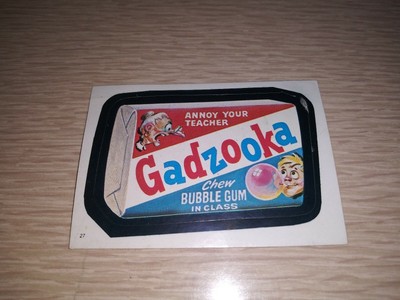 ANNOY YOUR
TEACHER
Gadzooka
Chew
BUBBLE GUM
IN CLASS
27